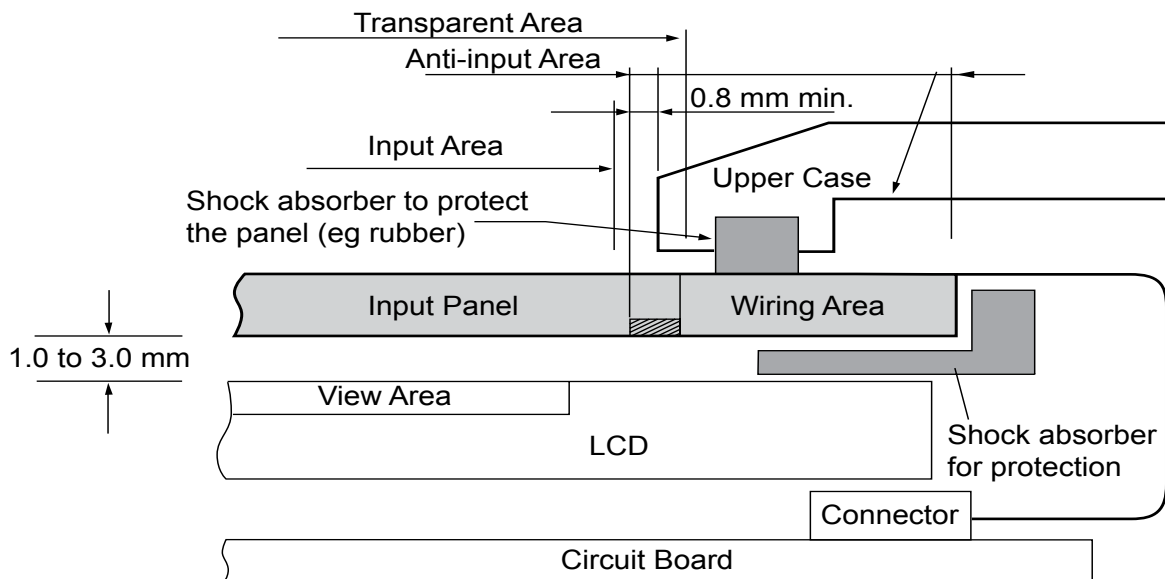 Transparent Area
Anti-input Area
0.8 mm min.
Input Area
Upper Case
Shock absorber to protect
the panel (eg rubber)
Input Panel
Wiring Area
1.0 to 3.0 mm
View Area
LCD
Shock absorber
for protection
Connector
Circuit Board